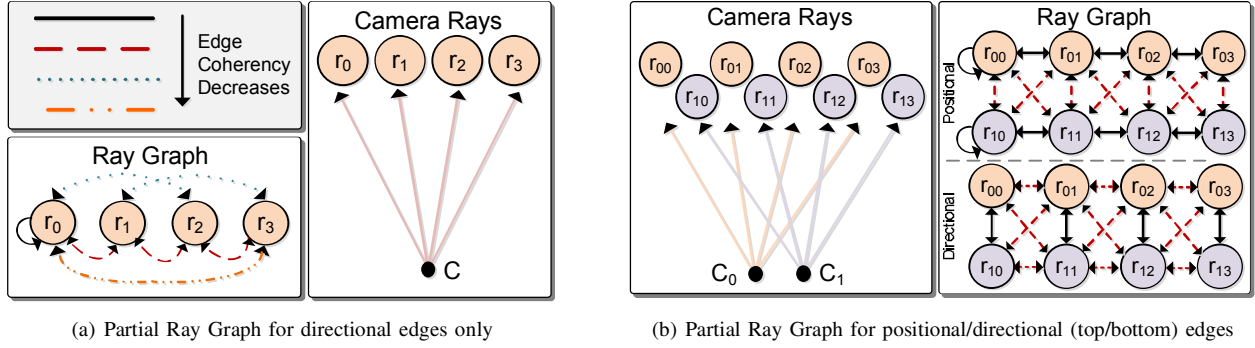 Edge
Coherency
Decreases
Ray Graph
r0 r1 r2 r3
Camera Rays
r0 r1 r2 r3
C
(a) Partial Ray Graph for directional edges only
Camera Rays
r00 r01 r02 r03
r10 r11 r12 r13
C0 C1
Ray Graph
Positional
r00 r01 r02 r03
r10 r11 r12 r13
Directional
r00 r01 r02 r03
r10 r11 r12 r13
(b) Partial Ray Graph for positional/directional (top/bottom) edges